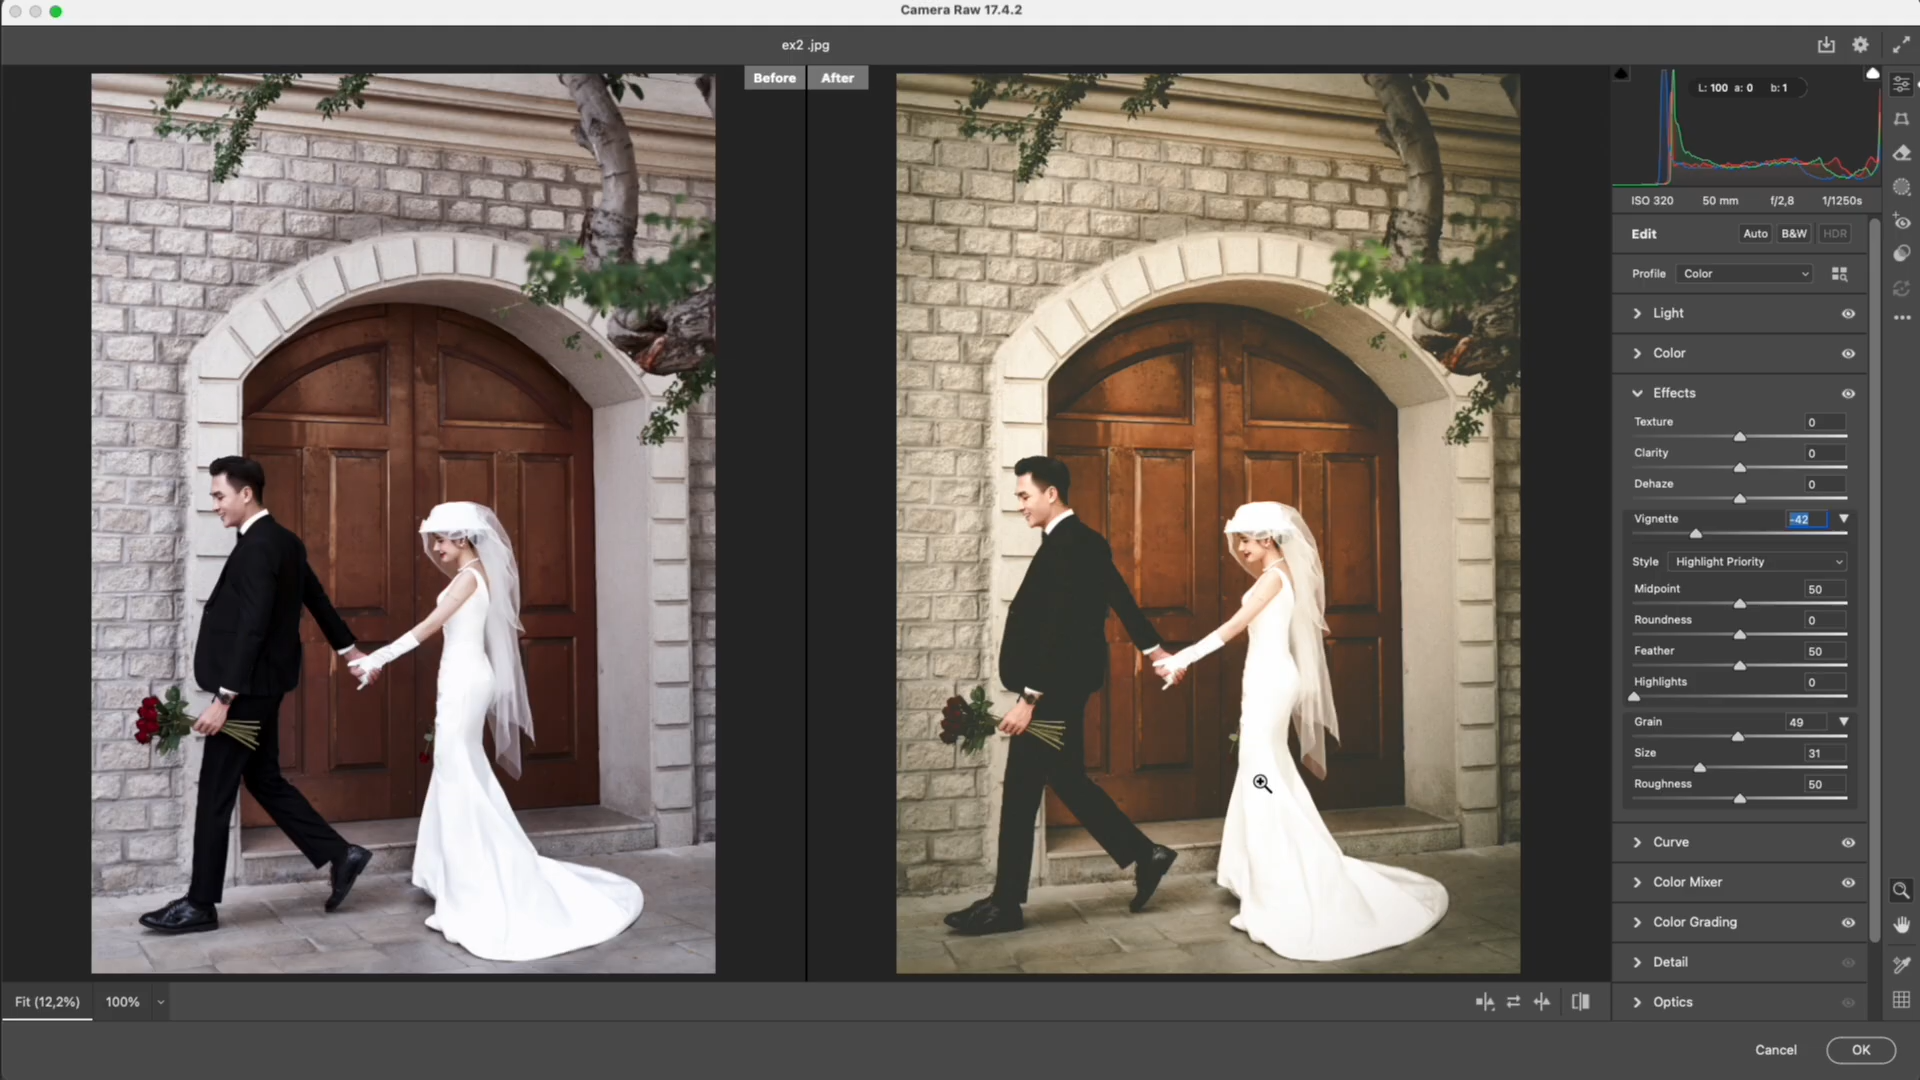 Camera Raw 17.4.2
ex2 .jpg
Before After
L: 100 a: 0 b: 1
ISO 320 50 mm f/2,8 1/1250s
Edit Auto B&W HDR
Profile Color
Light
Color
Effects
Texture 0
Clarity 0
Dehaze 0
Vignette -42
Style Highlight Priority
Midpoint 50
Roundness 0
Feather 50
Highlights 0
Grain 49
Size 31
Roughness 50
Curve
Color Mixer
Color Grading
Detail
Optics
Fit (12,2%) 100%
Cancel OK